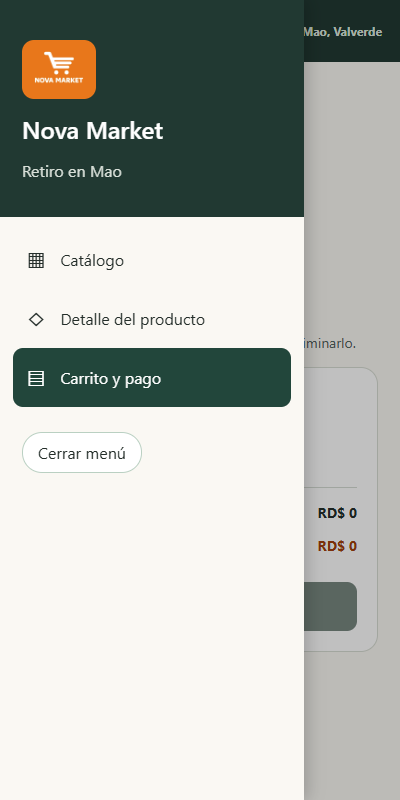 NOVA MARKET
Nova Market
Retiro en Mao
Mao, Valverde
Catálogo
Detalle del producto
Carrito y pago
Cerrar menú
RD$ 0
RD$ 0